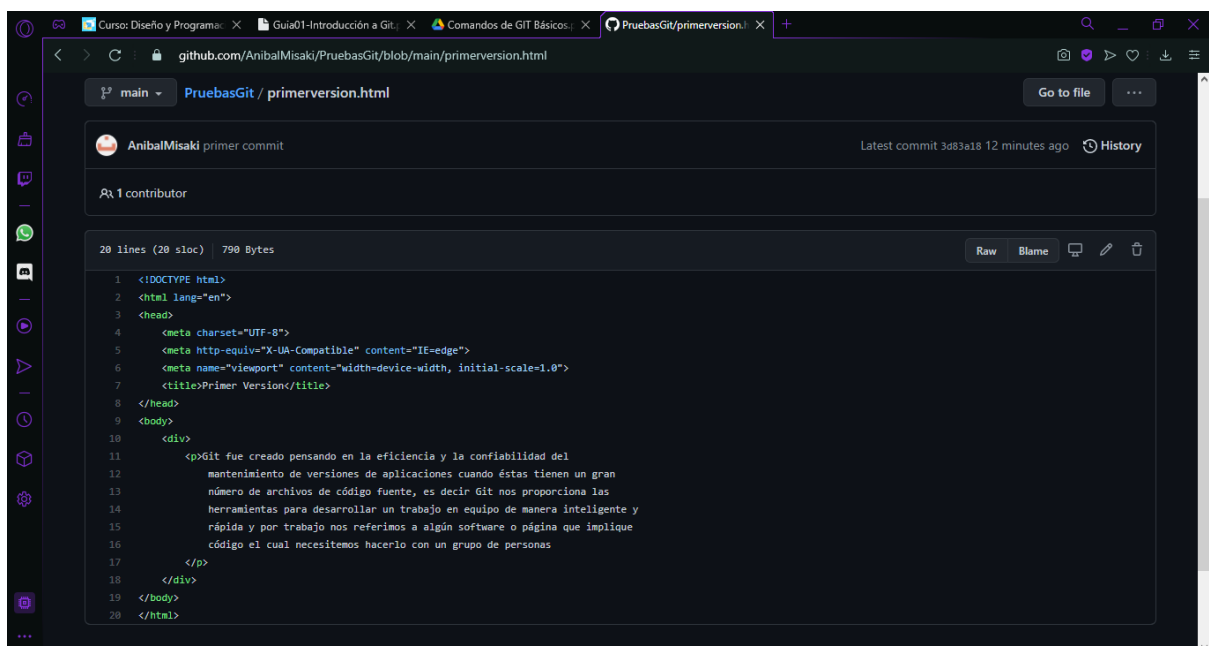 Curso: Diseño y Programac
Guia01-Introducción a Git.p
Comandos de GIT Básicos.p
PruebasGit/primerversion.h
github.com/AnibalMisaki/PruebasGit/blob/main/primerversion.html
main PruebasGit / primerversion.html Go to file ...
AnibalMisaki primer commit Latest commit 3d83a18 12 minutes ago History
1 contributor
20 lines (20 sloc) 790 Bytes Raw Blame
1 <!DOCTYPE html>
2 <html lang="en">
3 <head>
4 <meta charset="UTF-8">
5 <meta http-equiv="X-UA-Compatible" content="IE=edge">
6 <meta name="viewport" content="width=device-width, initial-scale=1.0">
7 <title>Primer Version</title>
8 </head>
9 <body>
10 <div>
11 <p>Git fue creado pensando en la eficiencia y la confiabilidad del
12 mantenimiento de versiones de aplicaciones cuando éstas tienen un gran
13 número de archivos de código fuente, es decir Git nos proporciona las
14 herramientas para desarrollar un trabajo en equipo de manera inteligente y
15 rápida y por trabajo nos referimos a algún software o página que implique
16 código el cual necesitemos hacerlo con un grupo de personas
17 </p>
18 </div>
19 </body>
20 </html>